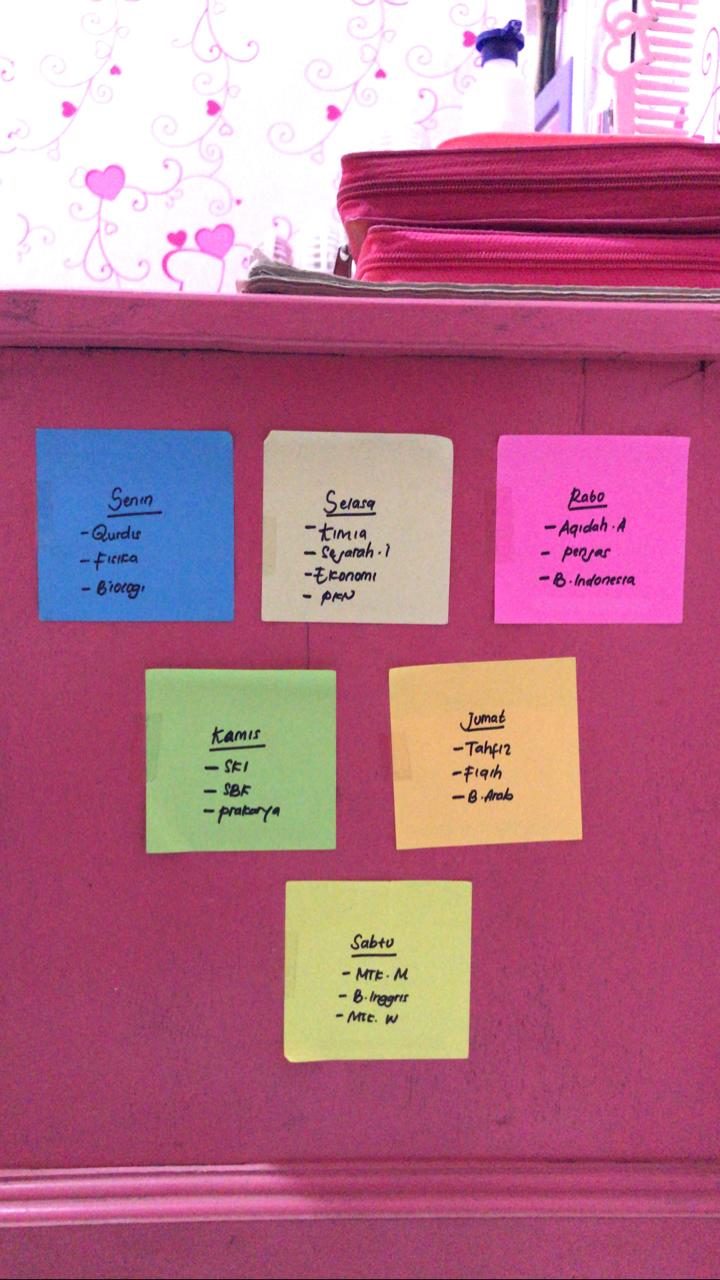 Senin
- Qurdis
- Fisika
- Biologi
Selasa
- Kimia
- Sejarah.i
- Ekonomi
- PKN
Rabo
- Aqidah.A
- penjas
- B.Indonesia
Kamis
- SKI
- SBK
- prakarya
Jumat
- Tahfiz
- Fiqih
- B.Arab
Sabtu
- MTK.M
- B.Inggris
- MTK.W